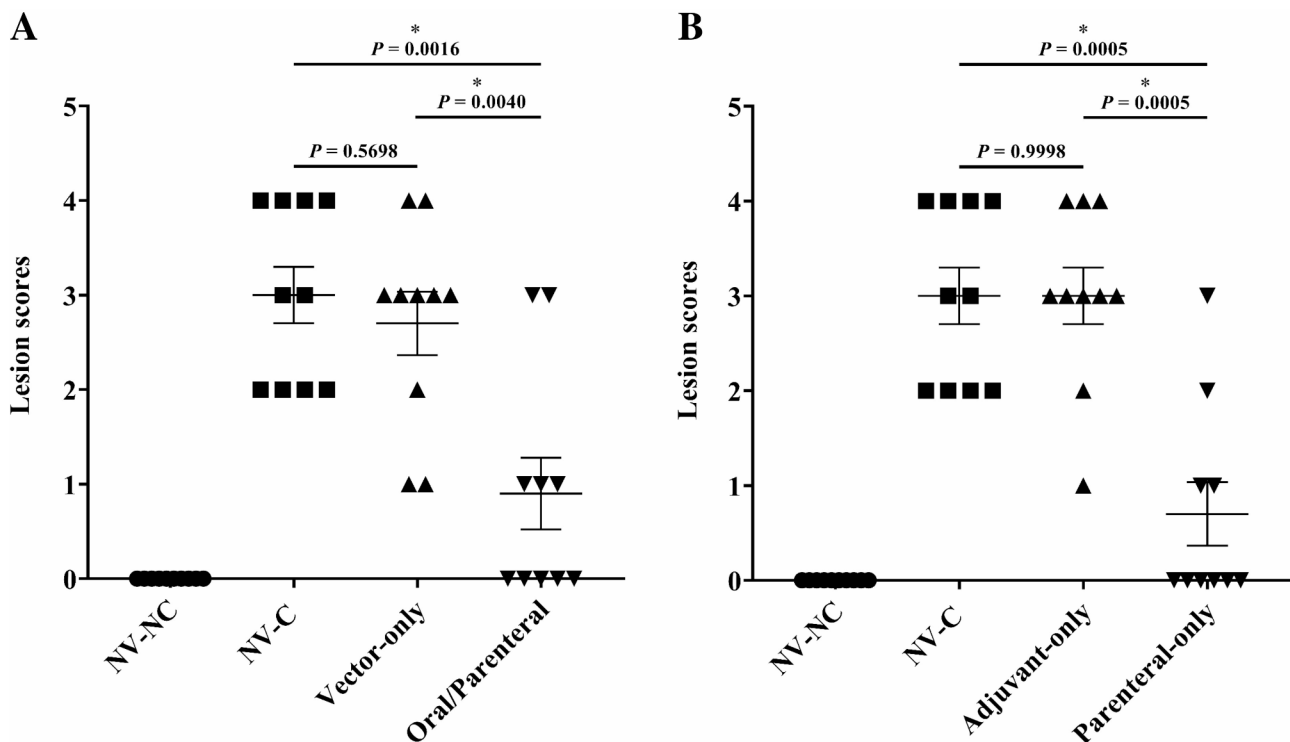 A
*
P = 0.0016
*
P = 0.0040
P = 0.5698
5
4
3
2
1
0
Lesion scores
NV-NC
NV-C
Vector-only
Oral/Parenteral
B
*
P = 0.0005
*
P = 0.0005
P = 0.9998
5
4
3
2
1
0
Lesion scores
NV-NC
NV-C
Adjuvant-only
Parenteral-only